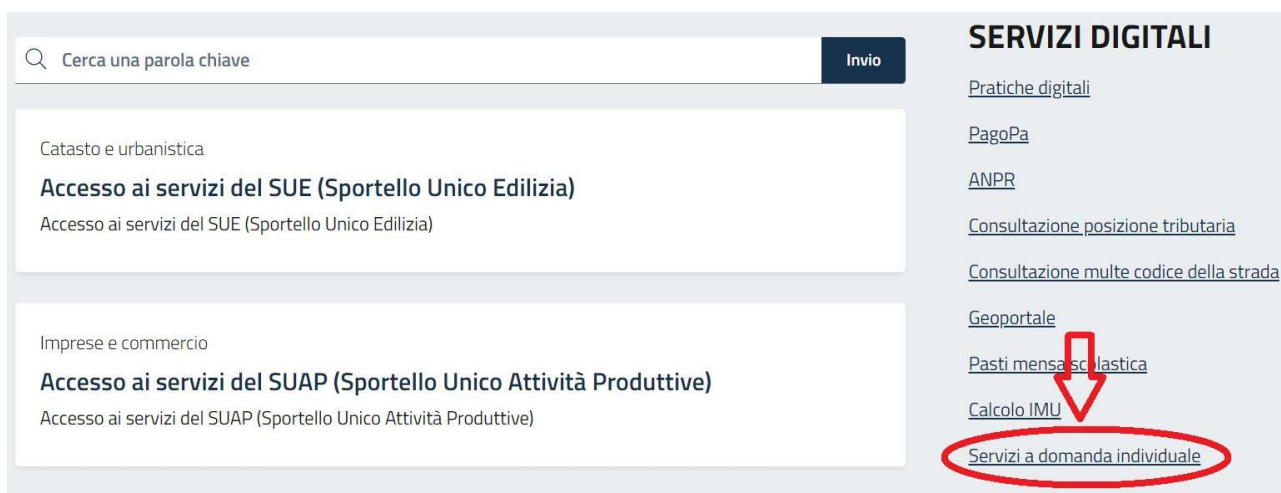 Cerca una parola chiave
Invio
Catasto e urbanistica
Accesso ai servizi del SUE (Sportello Unico Edilizia)
Accesso ai servizi del SUE (Sportello Unico Edilizia)
Imprese e commercio
Accesso ai servizi del SUAP (Sportello Unico Attività Produttive)
Accesso ai servizi del SUAP (Sportello Unico Attività Produttive)
SERVIZI DIGITALI
Pratiche digitali
PagoPa
ANPR
Consultazione posizione tributaria
Consultazione multe codice della strada
Geoportale
Pasti mensa scolastica
Calcolo IMU
Servizi a domanda individuale